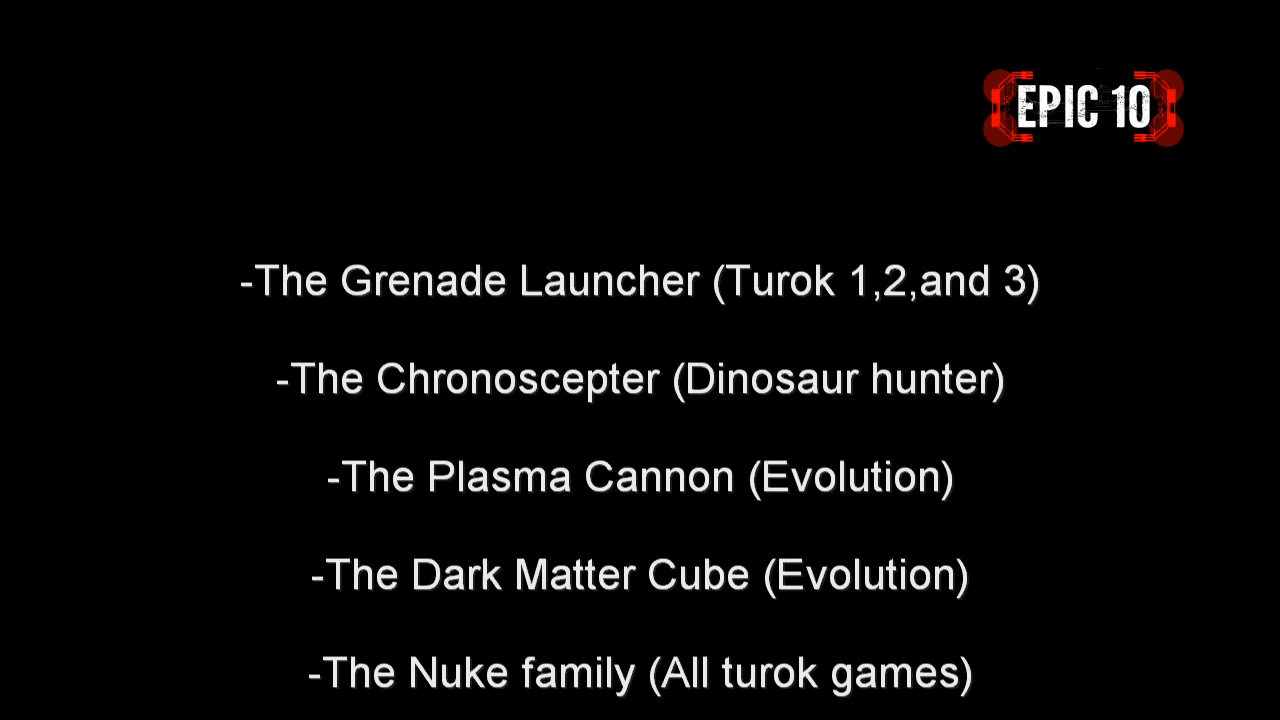 EPIC 10
-The Grenade Launcher (Turok 1,2,and 3)
-The Chronoscepter (Dinosaur hunter)
-The Plasma Cannon (Evolution)
-The Dark Matter Cube (Evolution)
-The Nuke family (All turok games)